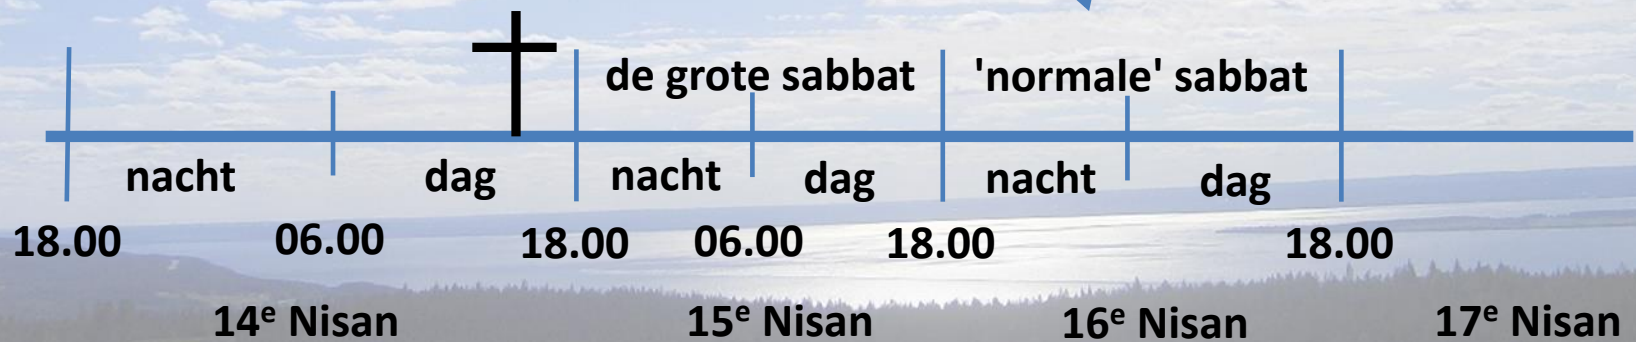 de grote sabbat 'normale' sabbat
nacht dag nacht dag nacht dag
18.00 06.00 18.00 06.00 18.00 18.00
14e Nisan 15e Nisan 16e Nisan 17e Nisan